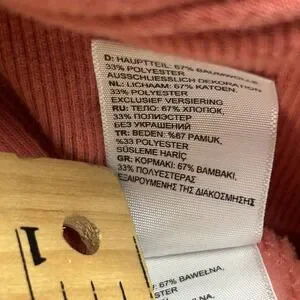 D: HAUPTTEIL: 67% BAUMWOLLE
33% POLYESTER
AUSSCHLIESSLICH DEKORATION
NL: LICHAAM: 67% KATOEN.
33% POLYESTER
EXCLUSIEF VERSIERING
RU: ТЕЛО: 67% ХЛОПОК,
33% ПОЛИЭСТЕР
БЕЗ УКРАШЕНИЙ
TR: BEDEN: %67 PAMUK,
%33 POLYESTER
SÜSLEME HARİÇ
GR: ΚΟΡΜΑΚΙ: 67% ΒΑΜΒΑΚΙ,
33% ΠΟΛΥΕΣΤΕΡΑΣ
ΕΞΑΙΡΟΥΜΕΝΗΣ ΤΗΣ ΔΙΑΚΟΣΜΗΣΗΣ
1
67% BAWEŁNA,